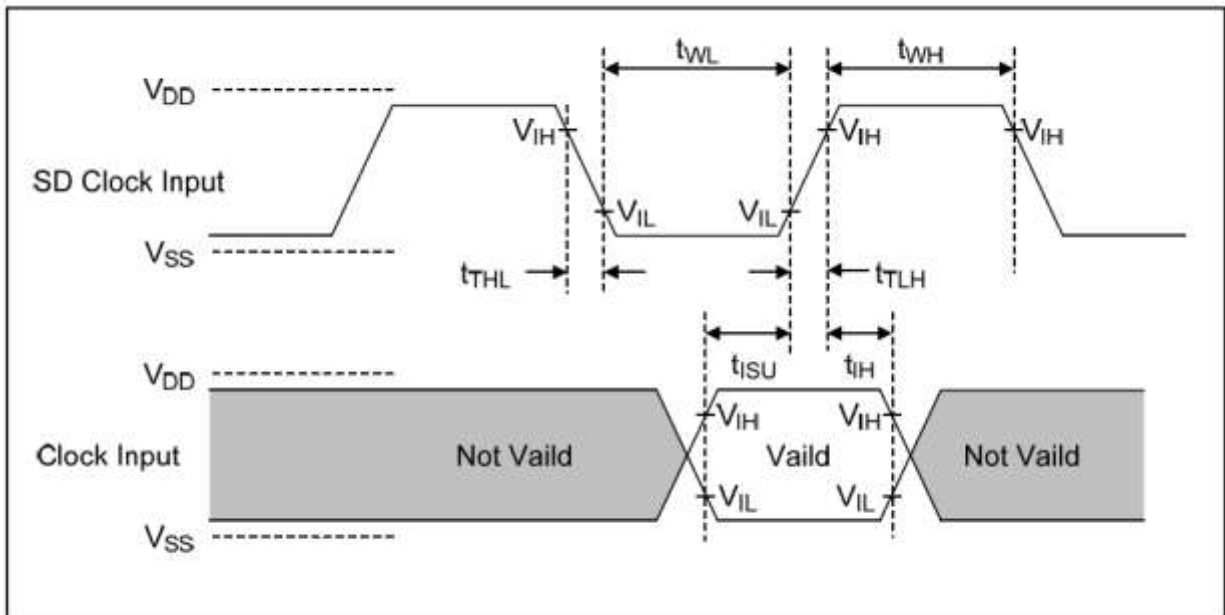 tWL
tWH
VDD
VIH
VIH
VIH
SD Clock Input
VIL
VIL
VSS
tTHL
tTLH
VDD
tISU
tIH
VIH
VIH
Clock Input
Not Vaild
Vaild
Not Vaild
VIL
VIL
VSS